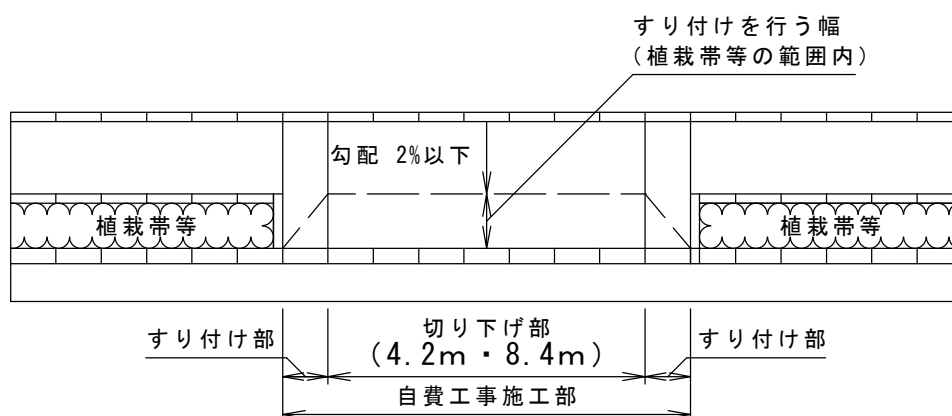 すり付けを行う幅
(植栽帯等の範囲内)
勾配 2%以下
植栽帯等
植栽帯等
すり付け部
切り下げ部
(4.2m・8.4m)
すり付け部
自費工事施工部